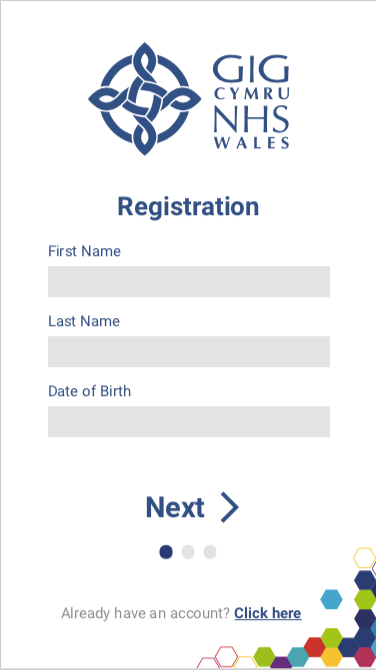 GIG
CYMRU
NHS
WALES
Registration
First Name
Last Name
Date of Birth
Next
Already have an account? Click here